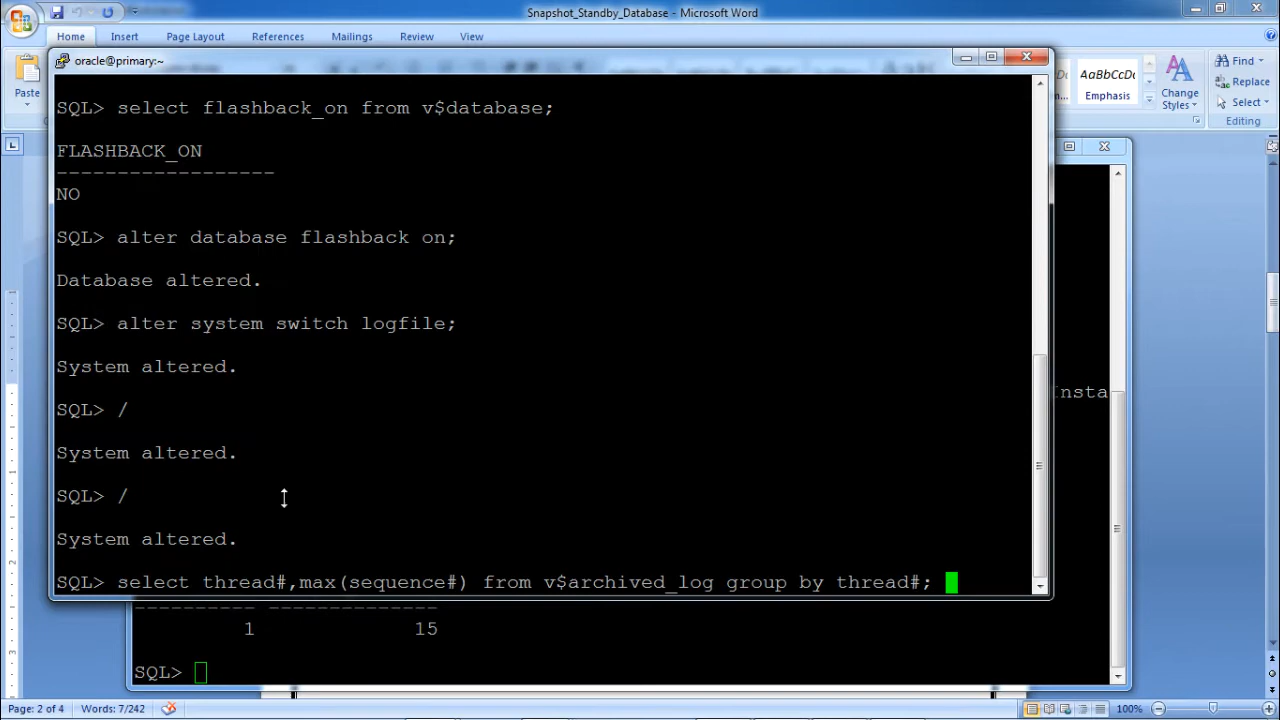 Snapshot_Standby_Database - Microsoft Word
Home Insert Page Layout References Mailings Review View
Paste
AaBbCcDc
Emphasis
Change Styles
Find
Replace
Select
Editing
oracle@primary:~
SQL> select flashback_on from v$database;
FLASHBACK_ON
------------------
NO
SQL> alter database flashback on;
Database altered.
SQL> alter system switch logfile;
System altered.
SQL> /
System altered.
SQL> /
System altered.
SQL> select thread#,max(sequence#) from v$archived_log group by thread#;
---------- --------------
1 15
SQL>
Page: 2 of 4 Words: 7/242 100%